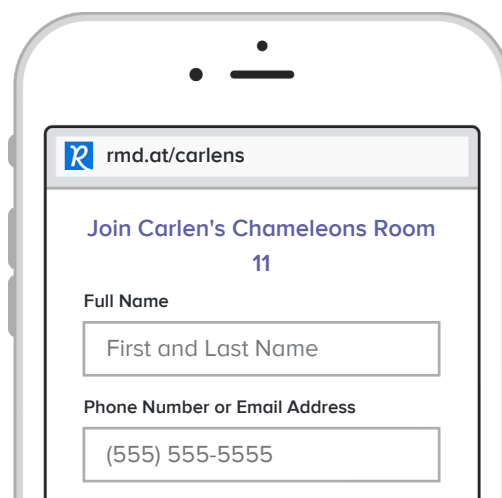 rmd.at/carlens
Join Carlen's Chameleons Room
11
Full Name
First and Last Name
Phone Number or Email Address
(555) 555-5555